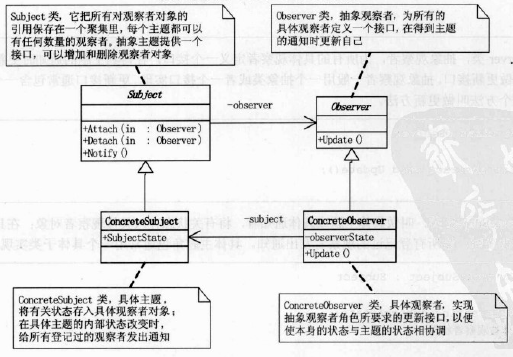 Subject 类,它把所有对观察者对象的
引用保存在一个聚集里,每个主题都可以
有任何数量的观察者。抽象主题提供一个
接口,可以增加和删除观察者对象
Observer 类,抽象观察者,为所有的
具体观察者定义一个接口,在得到主题
的通知时更新自己
Subject
+Attach(in : Observer)
+Detach(in : Observer)
+Notify()
-observer
Observer
+Update()
ConcreteSubject
+SubjectState
-subject
ConcreteObserver
-observerState
+Update()
ConcreteSubject 类,具体主题,
将有关状态存入具体观察者对象;
在具体主题的内部状态改变时,
给所有登记过的观察者发出通知
ConcreteObserver 类,具体观察者,实现
抽象观察者角色所要求的更新接口,以便
使本身的状态与主题的状态相协调